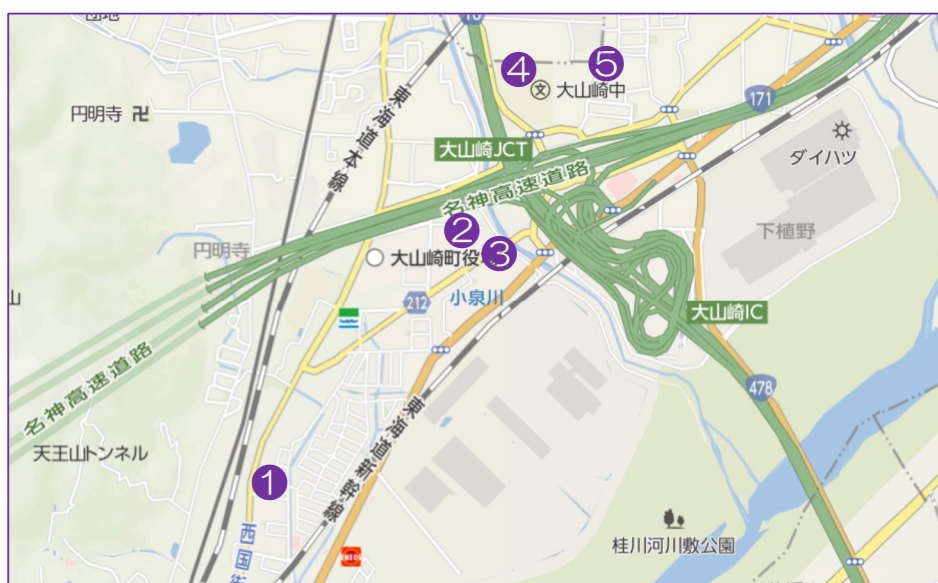 団地
10
④
⑤
大山崎中
円明寺
東海道本線
171
大山崎JCT
ダイハツ
名神高速道路
②
円明寺
大山崎町役
③
下植野
小泉川
212
FamilyMart
大山崎IC
山
名神高速道路
478
東海道新幹線
天王山トンネル
①
西国街
桂川河川敷公園
ENEOS